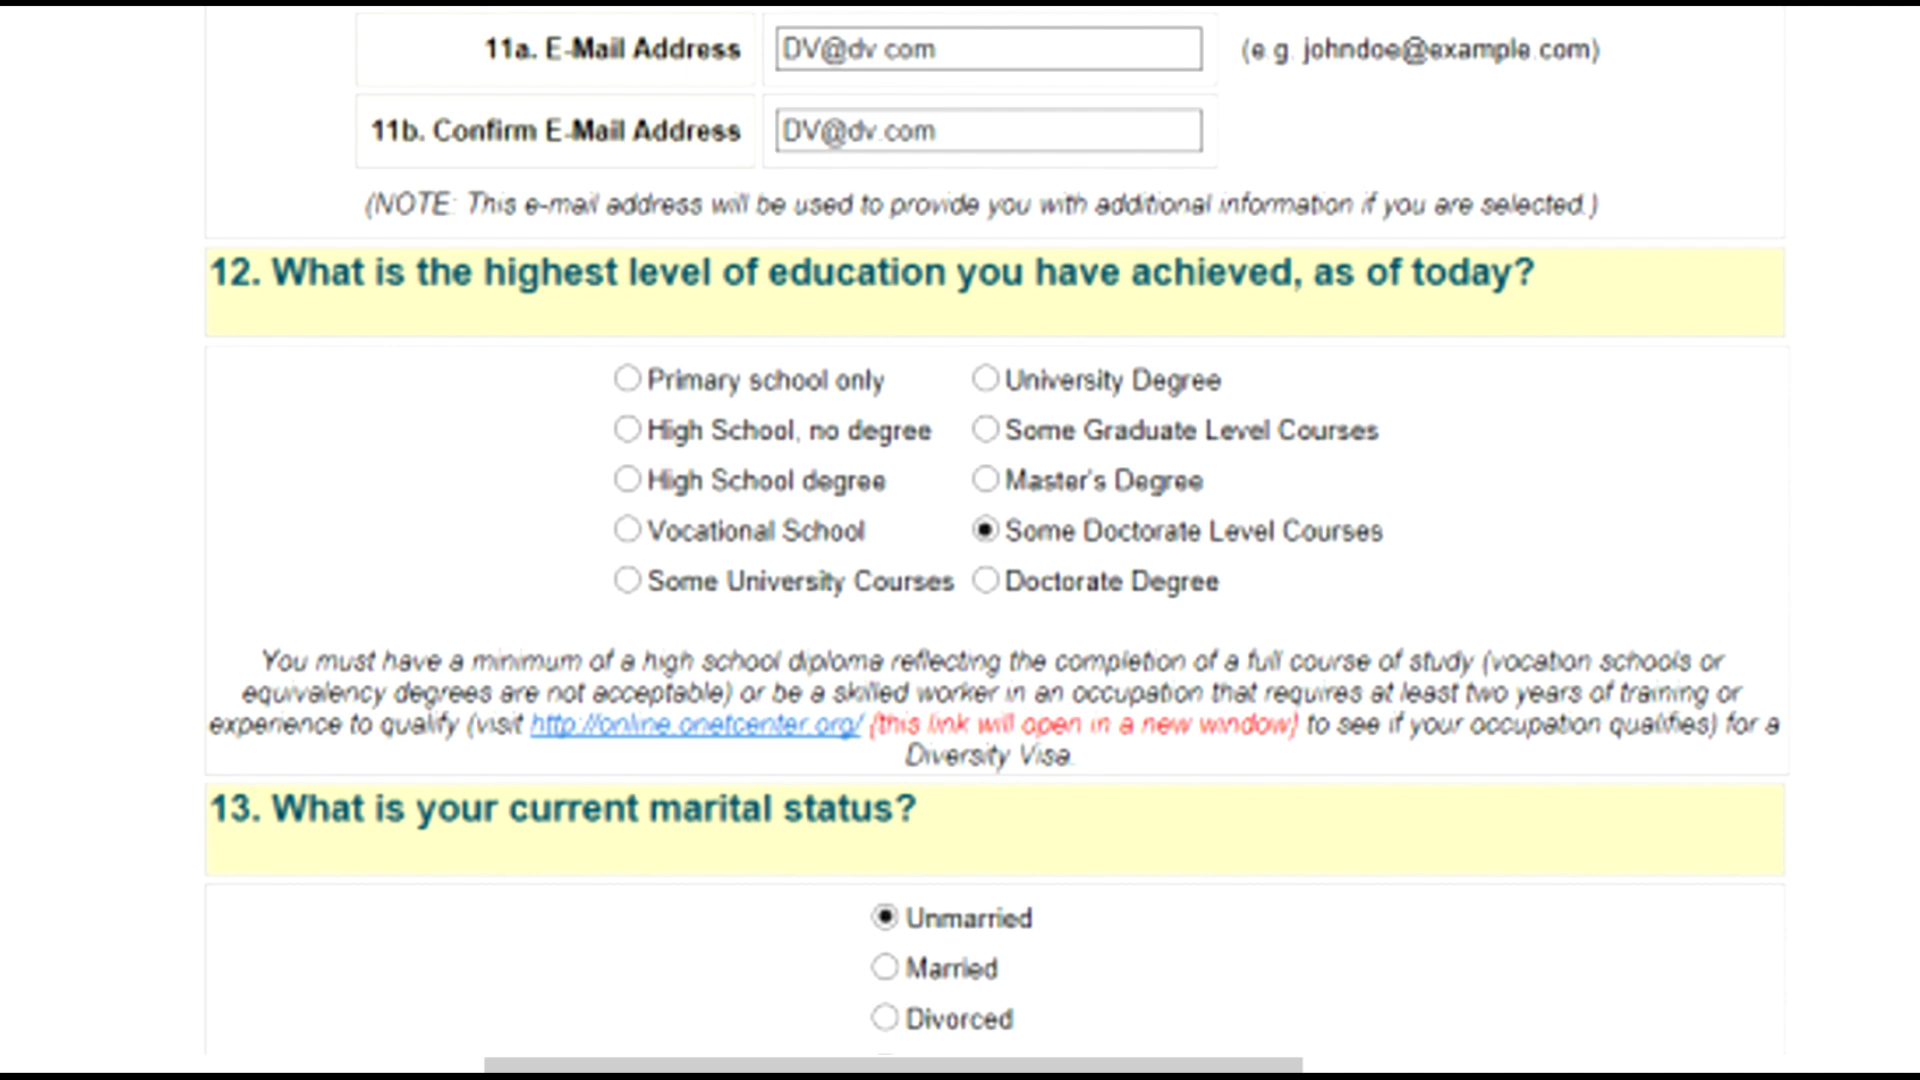 11a. E-Mail Address DV@dv.com (e.g. johndoe@example.com)
11b. Confirm E-Mail Address DV@dv.com
(NOTE: This e-mail address will be used to provide you with additional information if you are selected.)
12. What is the highest level of education you have achieved, as of today?
Primary school only University Degree
High School, no degree Some Graduate Level Courses
High School degree Master's Degree
Vocational School Some Doctorate Level Courses
Some University Courses Doctorate Degree
You must have a minimum of a high school diploma reflecting the completion of a full course of study (vocation schools or
equivalency degrees are not acceptable) or be a skilled worker in an occupation that requires at least two years of training or
experience to qualify (visit http://online.onetcenter.org/ (this link will open in a new window) to see if your occupation qualifies) for a
Diversity Visa.
13. What is your current marital status?
Unmarried
Married
Divorced